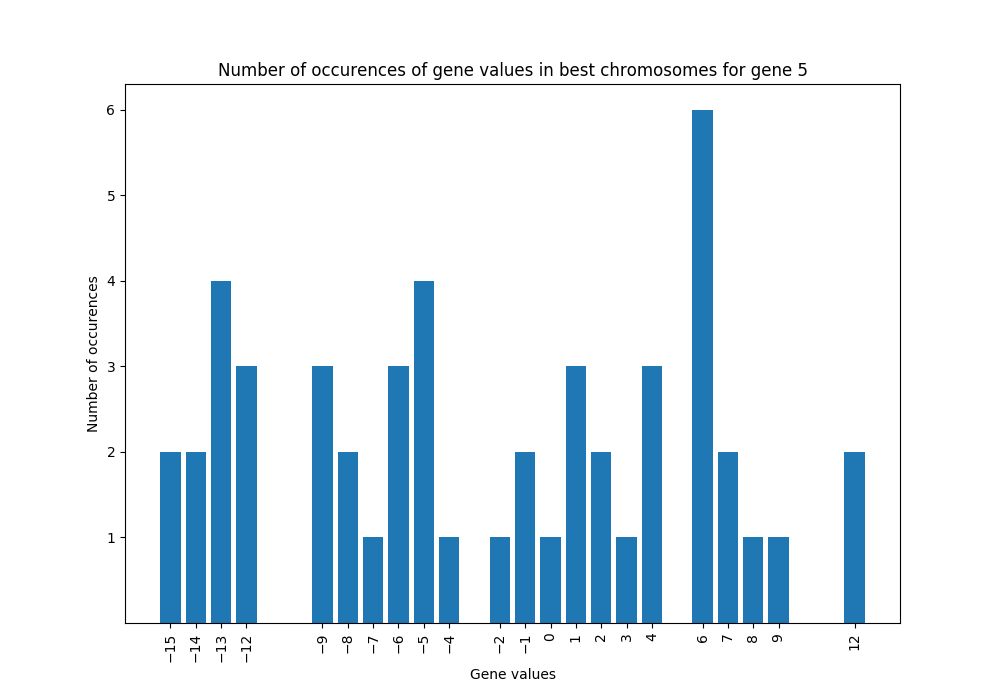 Number of occurences of gene values in best chromosomes for gene 5
6
5
4
3
2
1
Number of occurences
−15 −14 −13 −12 −9 −8 −7 −6 −5 −4 −2 −1 0 1 2 3 4 6 7 8 9 12
Gene values